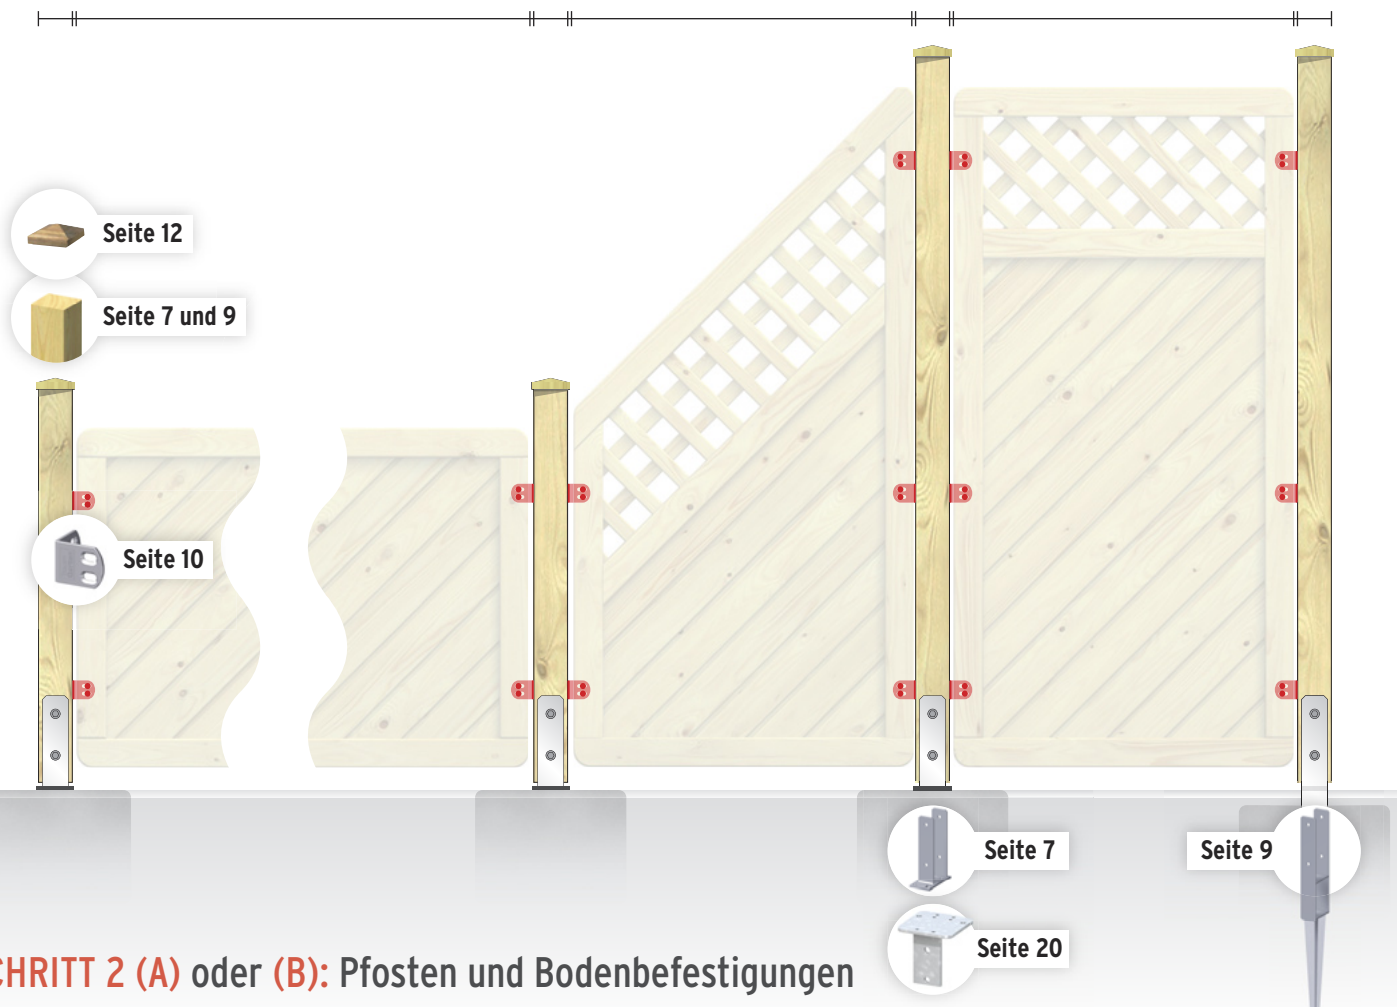 Seite 12
Seite 7 und 9
Seite 10
Seite 7
Seite 9
Seite 20
CHRITT 2 (A) oder (B): Pfosten und Bodenbefestigungen